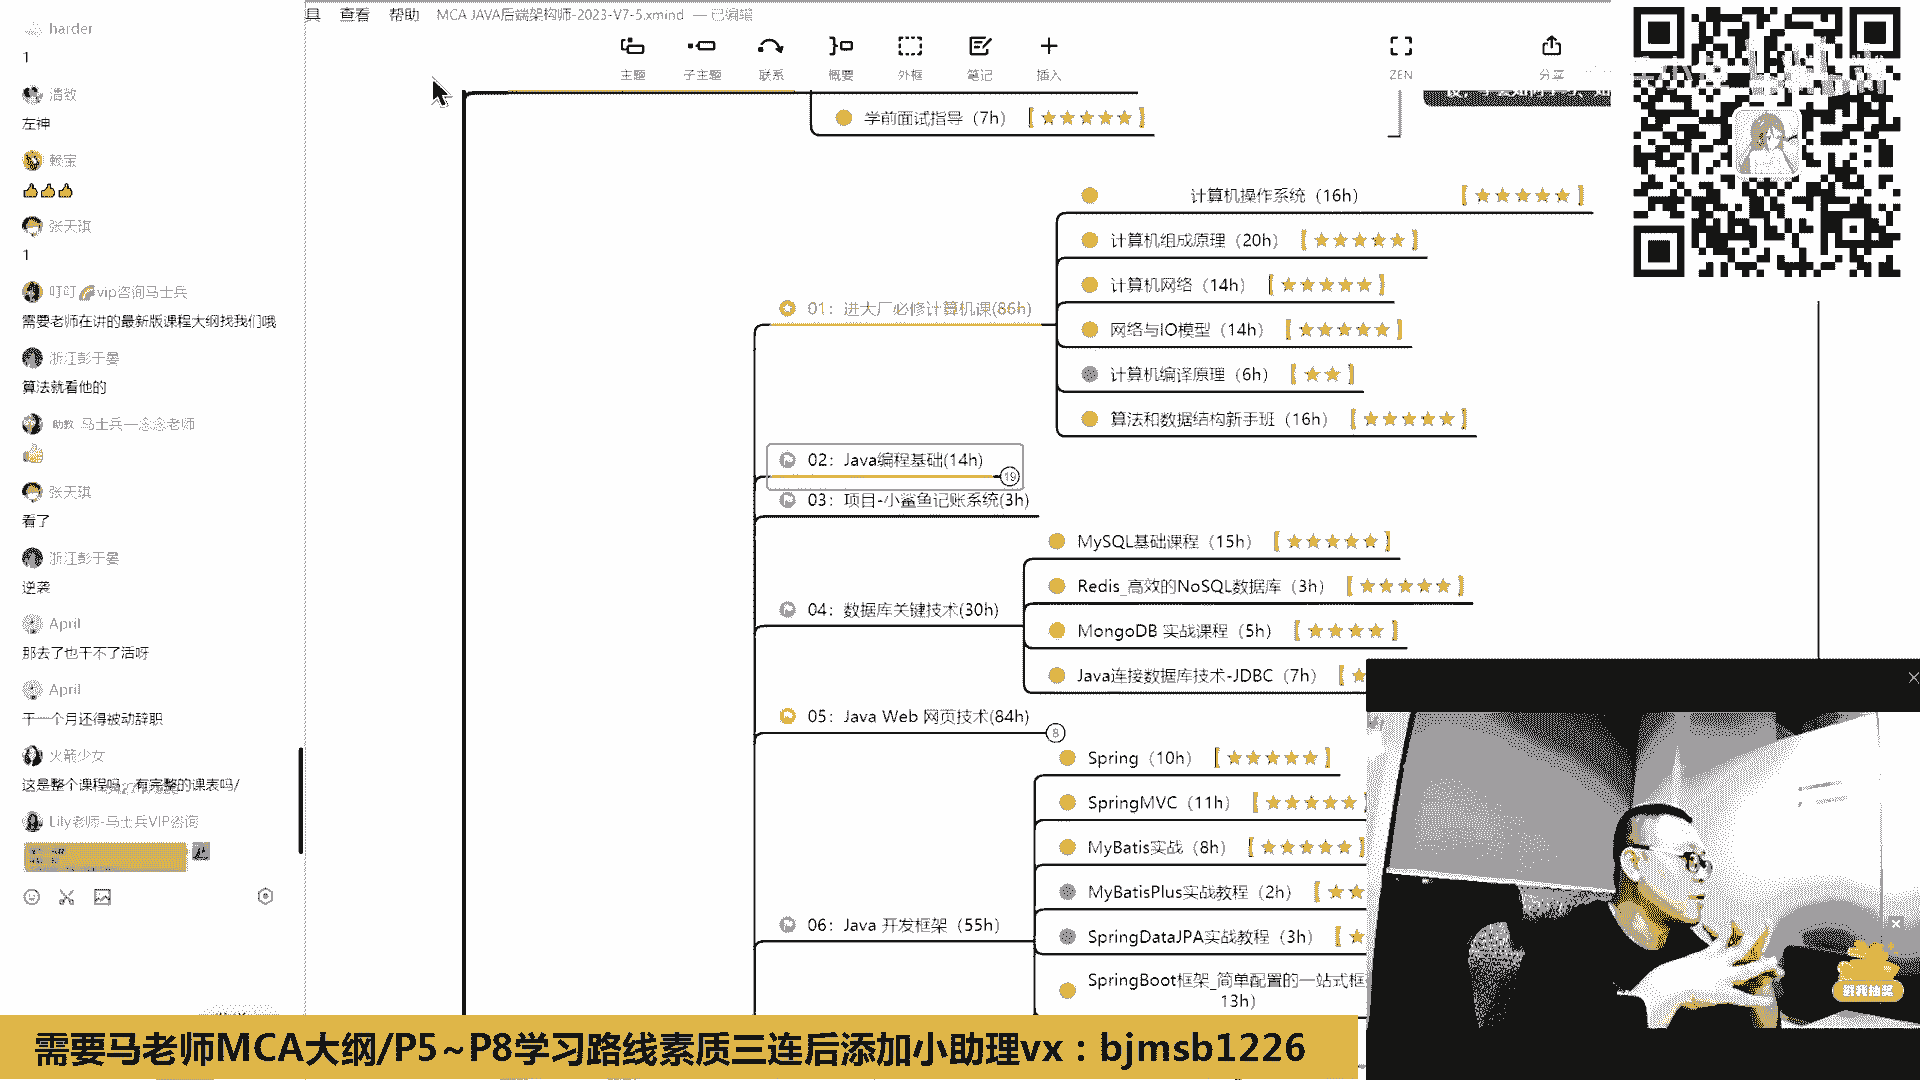 具 查看 帮助 MCA JAVA后端架构师-2023-V7-5.xmind — 已编辑
主题 子主题 联系 概要 外框 笔记 插入 ZEN 分享
harder
1
清致
左神
赖宝
张天琪
1
叮叮🌈vip咨询马士兵
需要老师在讲的最新版课程大纲找我们哦
浙江彭于晏
算法就看他的
助教 马士兵—念念老师
张天琪
看了
浙江彭于晏
逆袭
April
那去了也干不了活呀
April
干一个月还得被动辞职
火箭少女
这是整个课程吗，有完整的课表吗/
Lily老师-马士兵VIP咨询
学前面试指导（7h）【★★★★★】
01：进大厂必修计算机课(86h)
计算机操作系统（16h）【★★★★★】
计算机组成原理（20h）【★★★★★】
计算机网络（14h）【★★★★★】
网络与IO模型（14h）【★★★★★】
计算机编译原理（6h）【★★】
算法和数据结构新手班（16h）【★★★★★】
02：Java编程基础(14h)
19
03：项目-小鲨鱼记账系统(3h)
04：数据库关键技术(30h)
MySQL基础课程（15h）【★★★★★】
Redis_高效的NoSQL数据库（3h）【★★★★★】
MongoDB 实战课程（5h）【★★★★】
Java连接数据库技术-JDBC（7h）【★
05：Java Web 网页技术(84h)
8
06：Java 开发框架（55h）
Spring（10h）【★★★★★】
SpringMVC（11h）【★★★★★】
MyBatis实战（8h）【★★★★★】
MyBatisPlus实战教程（2h）【★★
SpringDataJPA实战教程（3h）【★
SpringBoot框架_简单配置的一站式框
13h）
需要马老师MCA大纲/P5~P8学习路线素质三连后添加小助理vx：bjmsb1226